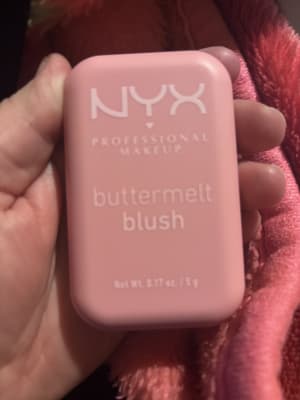 NYX
PROFESSIONAL
MAKEUP
buttermelt
blush
Net Wt. 0.17 oz. / 5 g